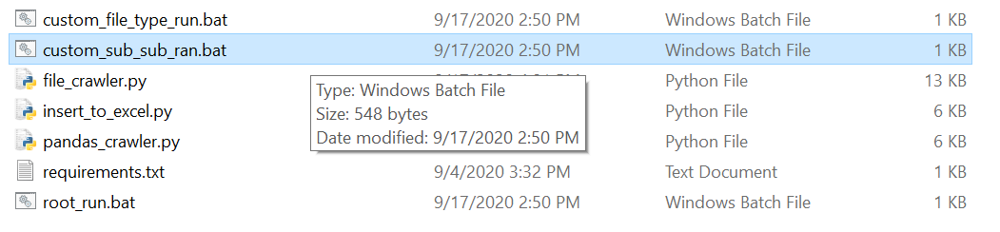 custom_file_type_run.bat 9/17/2020 2:50 PM Windows Batch File 1 KB
custom_sub_sub_ran.bat 9/17/2020 2:50 PM Windows Batch File 1 KB
file_crawler.py Python File 13 KB
Type: Windows Batch File
insert_to_excel.py Python File 6 KB
Size: 548 bytes
pandas_crawler.py Python File 6 KB
Date modified: 9/17/2020 2:50 PM
requirements.txt 9/4/2020 3:32 PM Text Document 1 KB
root_run.bat 9/17/2020 2:50 PM Windows Batch File 1 KB